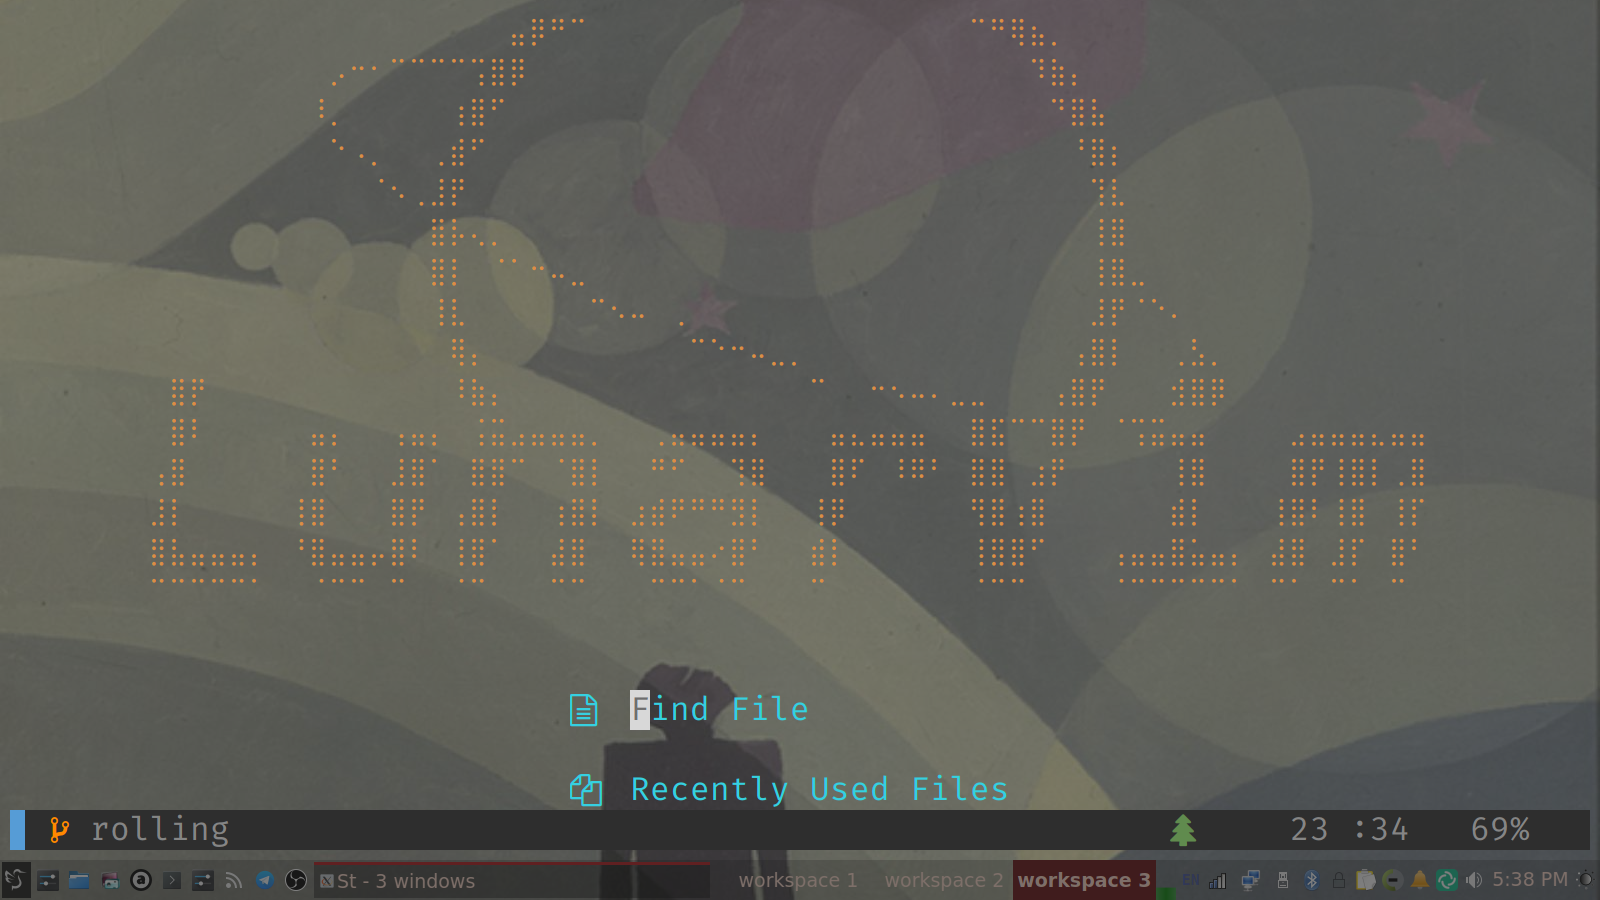 LunarVim
Find File
Recently Used Files
rolling 23 :34 69%
St - 3 windows workspace 1 workspace 2 workspace 3 EN 5:38 PM